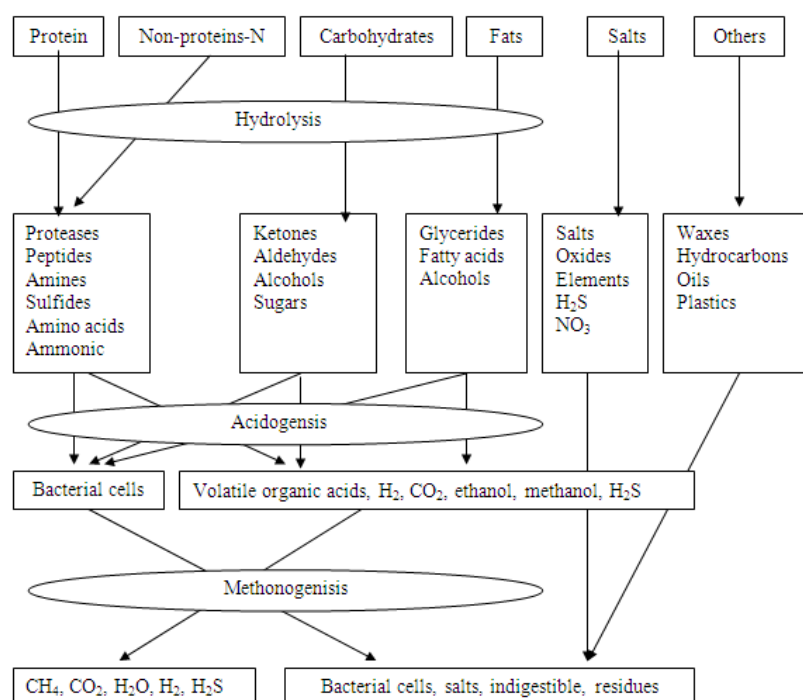 Protein
Non-proteins-N
Carbohydrates
Fats
Salts
Others
Hydrolysis
Proteases
Peptides
Amines
Sulfides
Amino acids
Ammonic
Ketones
Aldehydes
Alcohols
Sugars
Glycerides
Fatty acids
Alcohols
Salts
Oxides
Elements
H₂S
NO₃
Waxes
Hydrocarbons
Oils
Plastics
Acidogensis
Bacterial cells
Volatile organic acids, H₂, CO₂, ethanol, methanol, H₂S
Methonogenisis
CH₄, CO₂, H₂O, H₂, H₂S
Bacterial cells, salts, indigestible, residues